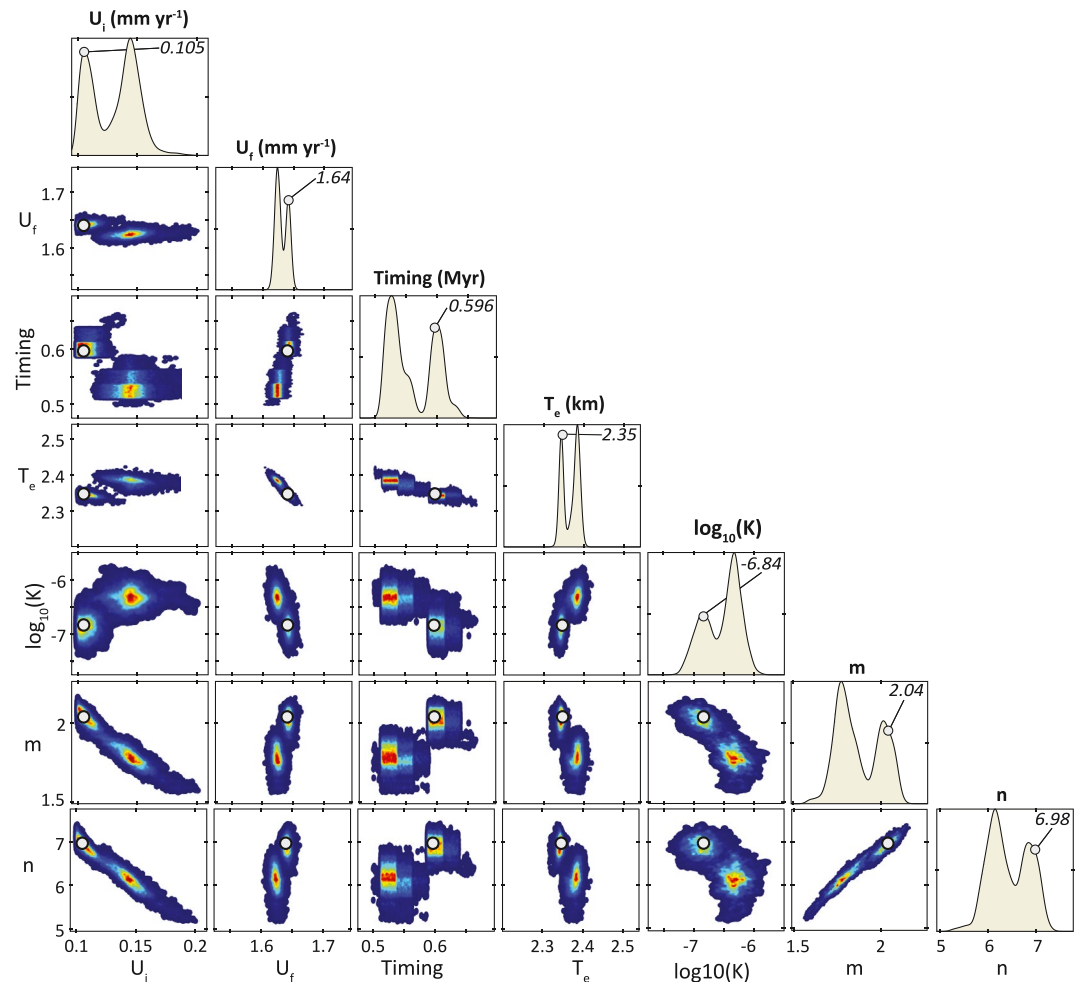 Uᵢ (mm yr⁻¹)
0.105
U_f (mm yr⁻¹)
1.64
1.7
U_f
1.6
Timing (Myr)
0.596
0.6
Timing
0.5
Tₑ (km)
2.35
2.5
Tₑ
2.4
2.3
log₁₀(K)
-6.84
-6
log₁₀(K)
-7
m
2.04
2
m
1.5
n
6.98
7
n
6
5
0.1 0.15 0.2 1.6 1.7 0.5 0.6 2.3 2.4 2.5 -7 -6 1.5 2 5 6 7
Uᵢ U_f Timing Tₑ log10(K) m n